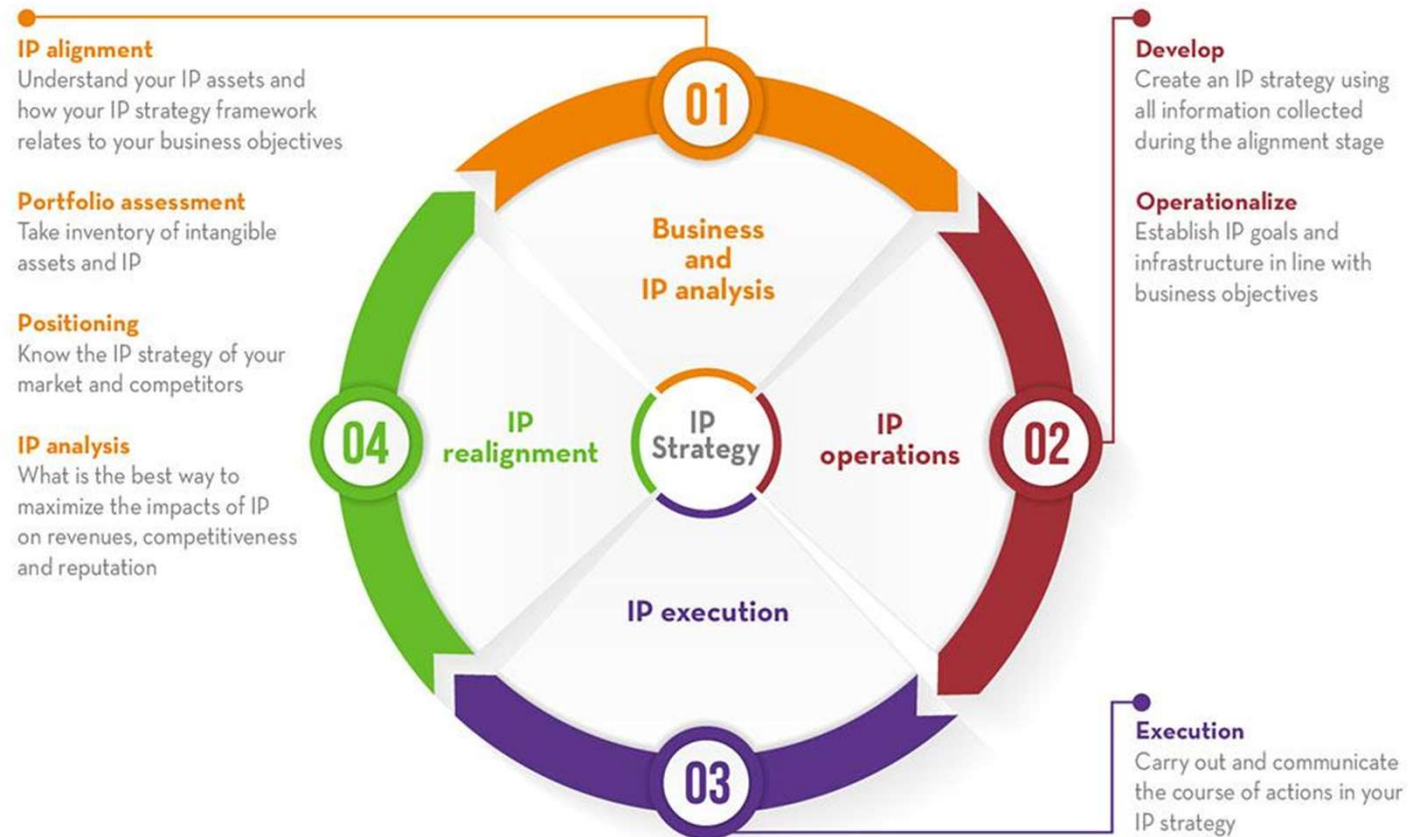 IP alignment
Understand your IP assets and
how your IP strategy framework
relates to your business objectives
Portfolio assessment
Take inventory of intangible
assets and IP
Positioning
Know the IP strategy of your
market and competitors
IP analysis
What is the best way to
maximize the impacts of IP
on revenues, competitiveness
and reputation
01
Business
and
IP analysis
04
IP
realignment
IP
Strategy
IP
operations
02
IP execution
03
Develop
Create an IP strategy using
all information collected
during the alignment stage
Operationalize
Establish IP goals and
infrastructure in line with
business objectives
Execution
Carry out and communicate
the course of actions in your
IP strategy